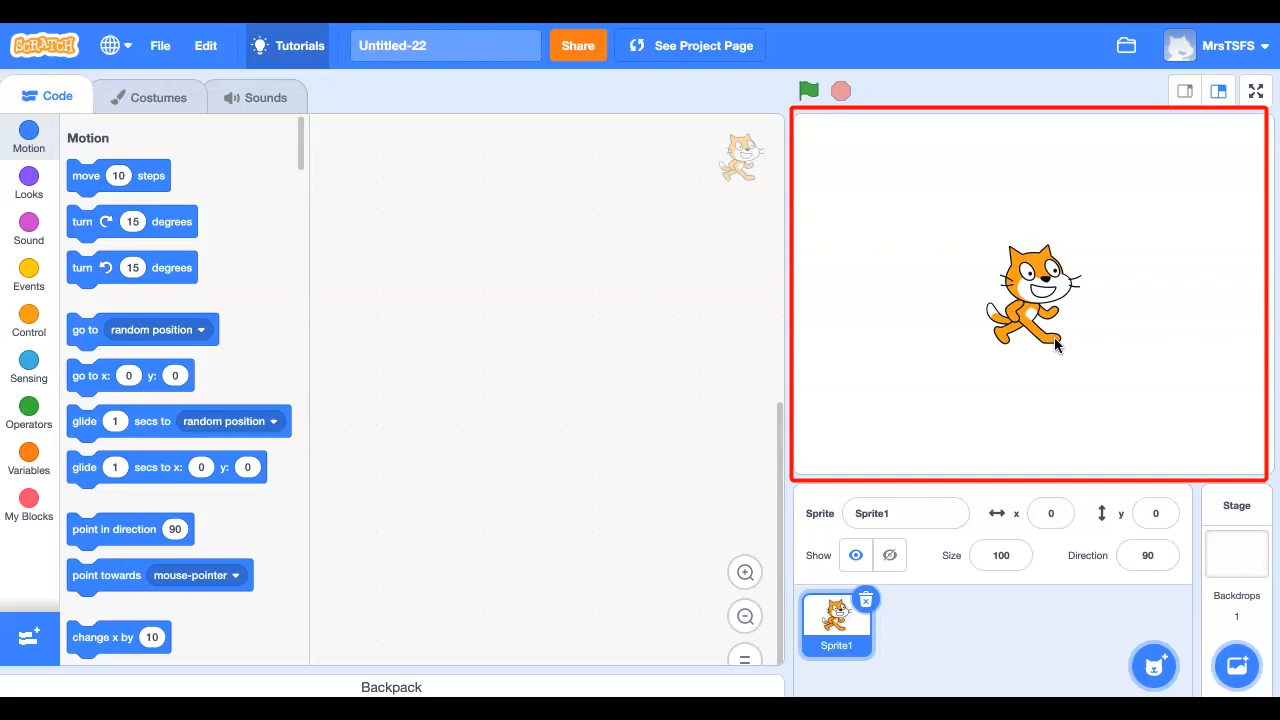 SCRATCH
File
Edit
Tutorials
Untitled-22
Share
See Project Page
MrsTSFS
Code
Costumes
Sounds
Motion
Looks
Sound
Events
Control
Sensing
Operators
Variables
My Blocks
Motion
move 10 steps
turn 15 degrees
turn 15 degrees
go to random position
go to x: 0 y: 0
glide 1 secs to random position
glide 1 secs to x: 0 y: 0
point in direction 90
point towards mouse-pointer
change x by 10
Backpack
Sprite Sprite1 x 0 y 0
Show Size 100 Direction 90
Sprite1
Stage
Backdrops
1